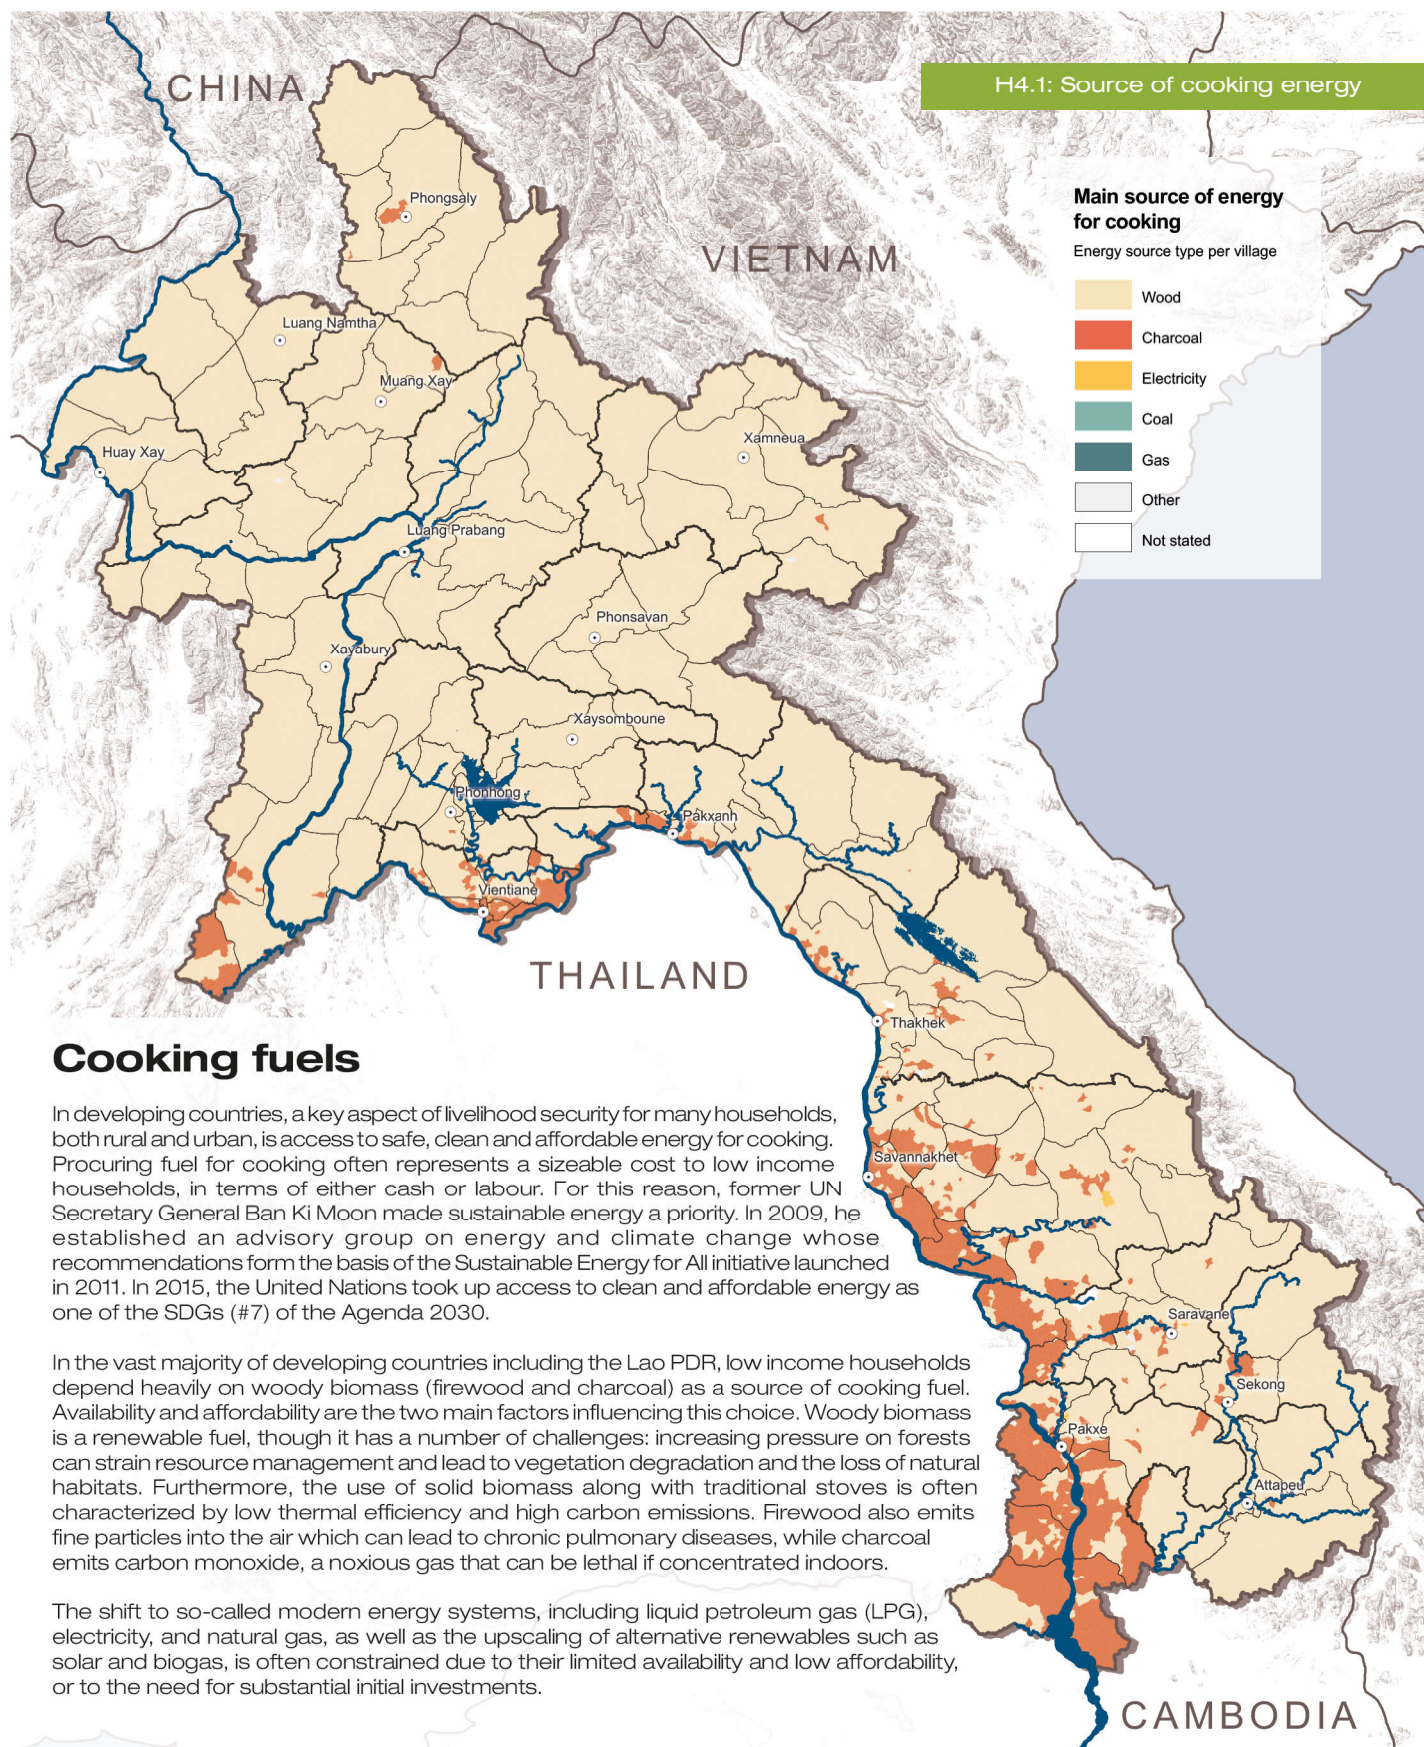 H4.1: Source of cooking energy
CHINA
VIETNAM
THAILAND
CAMBODIA
Main source of energy
for cooking
Energy source type per village
Wood
Charcoal
Electricity
Coal
Gas
Other
Not stated
Phongsaly
Luang Namtha
Muang Xay
Huay Xay
Xamneua
Luang Prabang
Phonsavan
Xayabury
Xaysomboune
Phonhong
Pakxanh
Vientiane
Thakhek
Savannakhet
Saravane
Sekong
Pakxe
Attapeu
Cooking fuels
In developing countries, a key aspect of livelihood security for many households,
both rural and urban, is access to safe, clean and affordable energy for cooking.
Procuring fuel for cooking often represents a sizeable cost to low income
households, in terms of either cash or labour. For this reason, former UN
Secretary General Ban Ki Moon made sustainable energy a priority. In 2009, he
established an advisory group on energy and climate change whose
recommendations form the basis of the Sustainable Energy for All initiative launched
in 2011. In 2015, the United Nations took up access to clean and affordable energy as
one of the SDGs (#7) of the Agenda 2030.
In the vast majority of developing countries including the Lao PDR, low income households
depend heavily on woody biomass (firewood and charcoal) as a source of cooking fuel.
Availability and affordability are the two main factors influencing this choice. Woody biomass
is a renewable fuel, though it has a number of challenges: increasing pressure on forests
can strain resource management and lead to vegetation degradation and the loss of natural
habitats. Furthermore, the use of solid biomass along with traditional stoves is often
characterized by low thermal efficiency and high carbon emissions. Firewood also emits
fine particles into the air which can lead to chronic pulmonary diseases, while charcoal
emits carbon monoxide, a noxious gas that can be lethal if concentrated indoors.
The shift to so-called modern energy systems, including liquid petroleum gas (LPG),
electricity, and natural gas, as well as the upscaling of alternative renewables such as
solar and biogas, is often constrained due to their limited availability and low affordability,
or to the need for substantial initial investments.